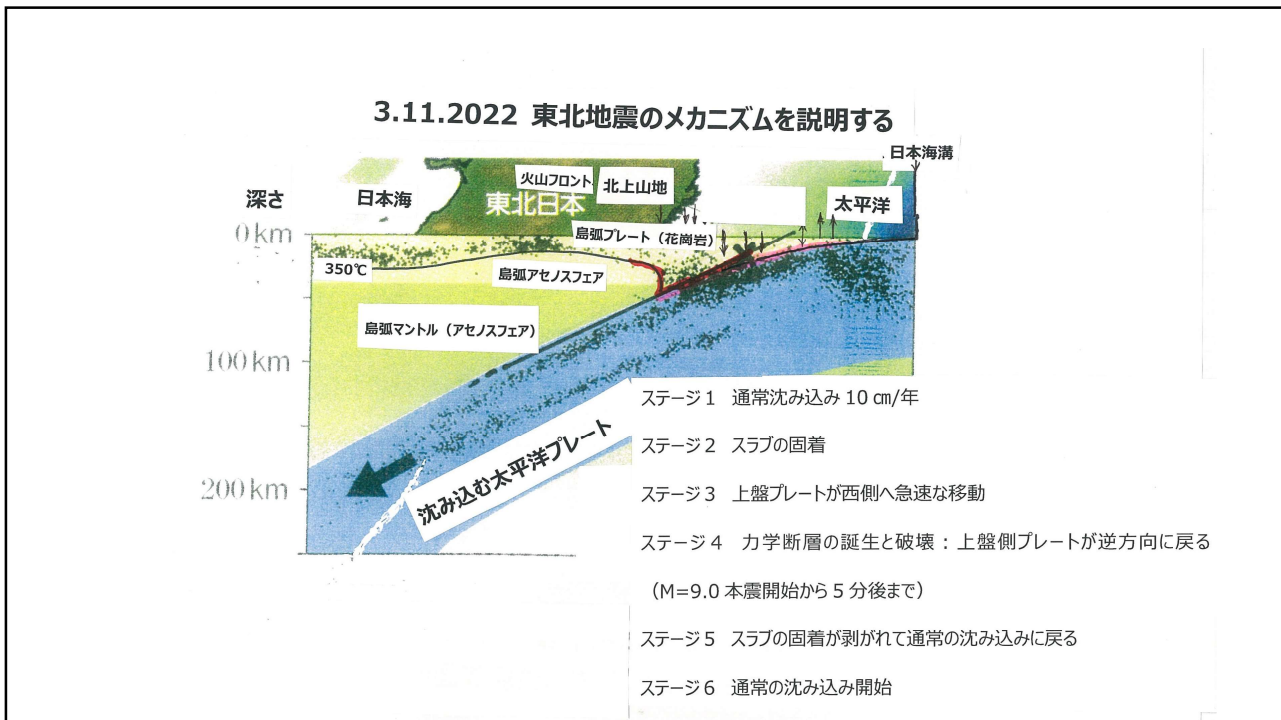 3.11.2022 東北地震のメカニズムを説明する
日本海溝
火山フロント
北上山地
深さ
日本海
東北日本
太平洋
0km
島弧プレート（花崗岩）
350℃
島弧アセノスフェア
島弧マントル（アセノスフェア）
100km
ステージ1 通常沈み込み 10 ㎝/年
沈み込む太平洋プレート
ステージ2 スラブの固着
200km
ステージ3 上盤プレートが西側へ急速な移動
ステージ4 力学断層の誕生と破壊：上盤側プレートが逆方向に戻る
（M=9.0 本震開始から 5 分後まで）
ステージ5 スラブの固着が剥がれて通常の沈み込みに戻る
ステージ6 通常の沈み込み開始